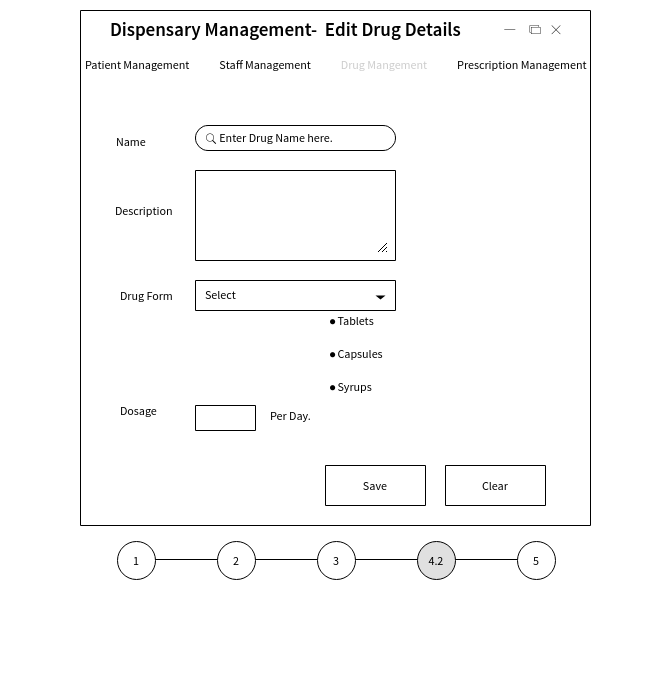 Dispensary Management-  Edit Drug Details
Patient Management Staff Management Drug Mangement Prescription Management
Name Enter Drug Name here.
Description
Drug Form Select
● Tablets
● Capsules
● Syrups
Dosage Per Day.
Save Clear
1 2 3 4.2 5